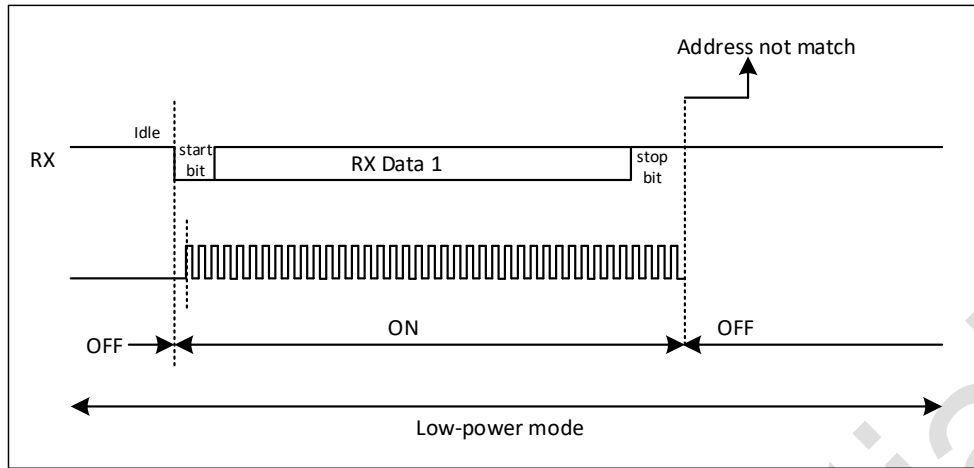 Address not match
Idle
RX
start
bit
RX Data 1
stop
bit
OFF
ON
OFF
Low-power mode